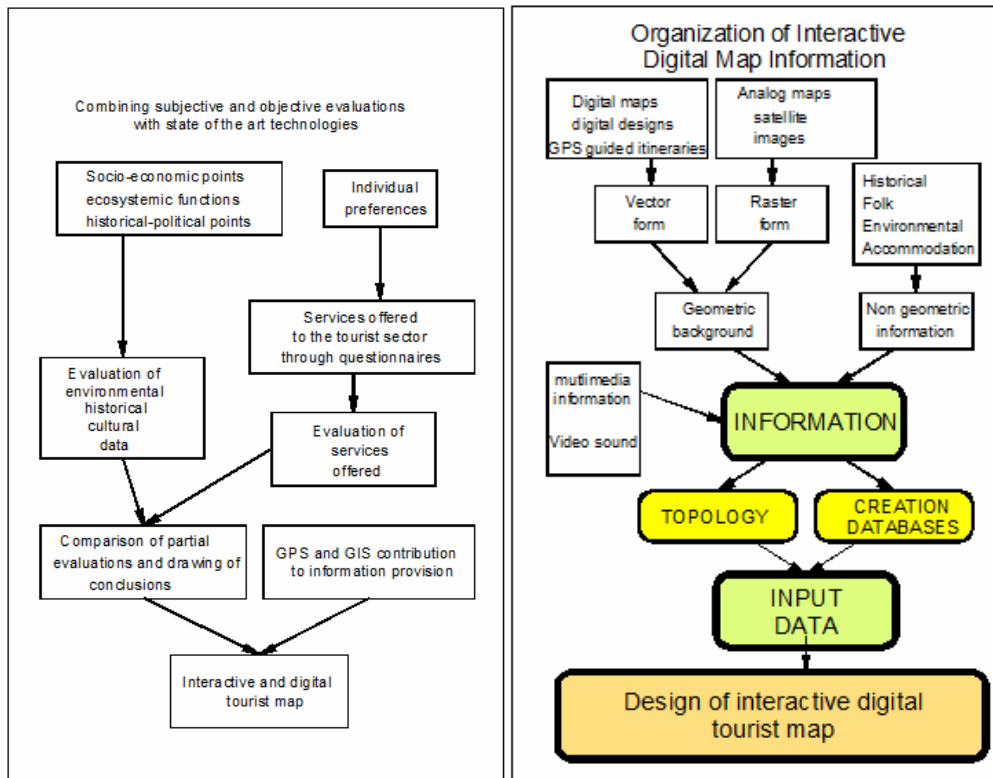 Combining subjective and objective evaluations
with state of the art technologies
Socio-economic points
ecosystemic functions
historical-political points
Individual
preferences
Services offered
to the tourist sector
through questionnaires
Evaluation of
environmental
historical
cultural
data
Evaluation of
services
offered
Comparison of partial
evaluations and drawing of
conclusions
GPS and GIS contribution
to information provision
Interactive and digital
tourist map
Organization of Interactive
Digital Map Information
Digital maps
digital designs
GPS guided itineraries
Analog maps
satellite
images
Vector
form
Raster
form
Historical
Folk
Environmental
Accommodation
Geometric
background
Non geometric
information
mutlimedia
information
Video sound
INFORMATION
TOPOLOGY
CREATION
DATABASES
INPUT
DATA
Design of interactive digital
tourist map